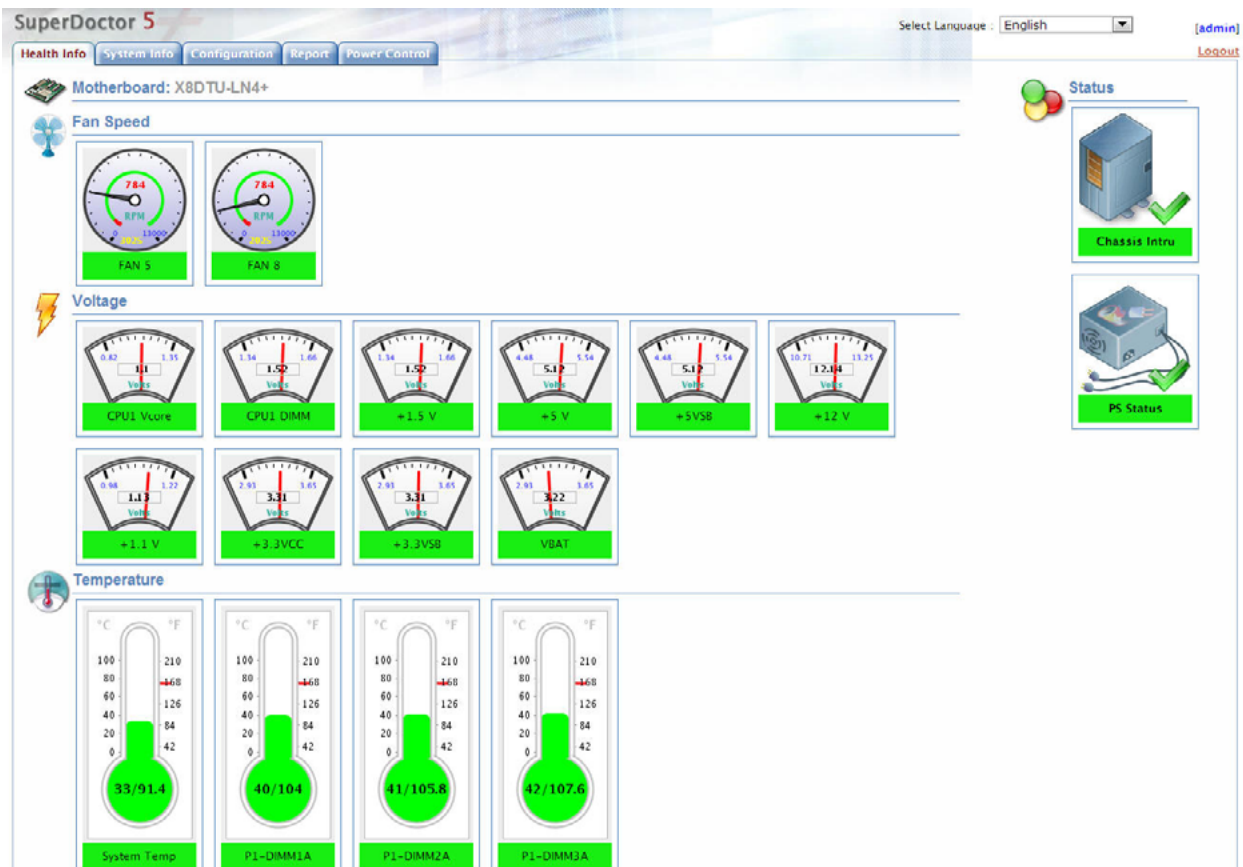 SuperDoctor 5
Select Language : English
[admin]
Health Info System Info Configuration Report Power Control
Logout
Motherboard: X8DTU-LN4+
Status
Fan Speed
784 784
RPM RPM
0 13000 0 13000
FAN 5 FAN 8
Chassis Intru
Voltage
0.82 1.35 1.34 1.66 1.34 1.66 4.48 5.54 4.48 5.54 10.71 13.25
1.1 1.52 1.52 5.12 5.12 12.14
Volts Volts Volts Volts Volts Volts
CPU1 Vcore CPU1 DIMM +1.5 V +5 V +5VSB +12 V
PS Status
0.98 1.22 2.93 3.65 2.93 3.65 2.93 3.65
1.13 3.31 3.31 3.22
Volts Volts Volts Volts
+1.1 V +3.3VCC +3.3VSB VBAT
Temperature
°C °F °C °F °C °F °C °F
100 210 100 210 100 210 100 210
80 168 80 168 80 168 80 168
60 126 60 126 60 126 60 126
40 84 40 84 40 84 40 84
20 42 20 42 20 42 20 42
0 0 0 0
33/91.4 40/104 41/105.8 42/107.6
System Temp P1-DIMM1A P1-DIMM2A P1-DIMM3A